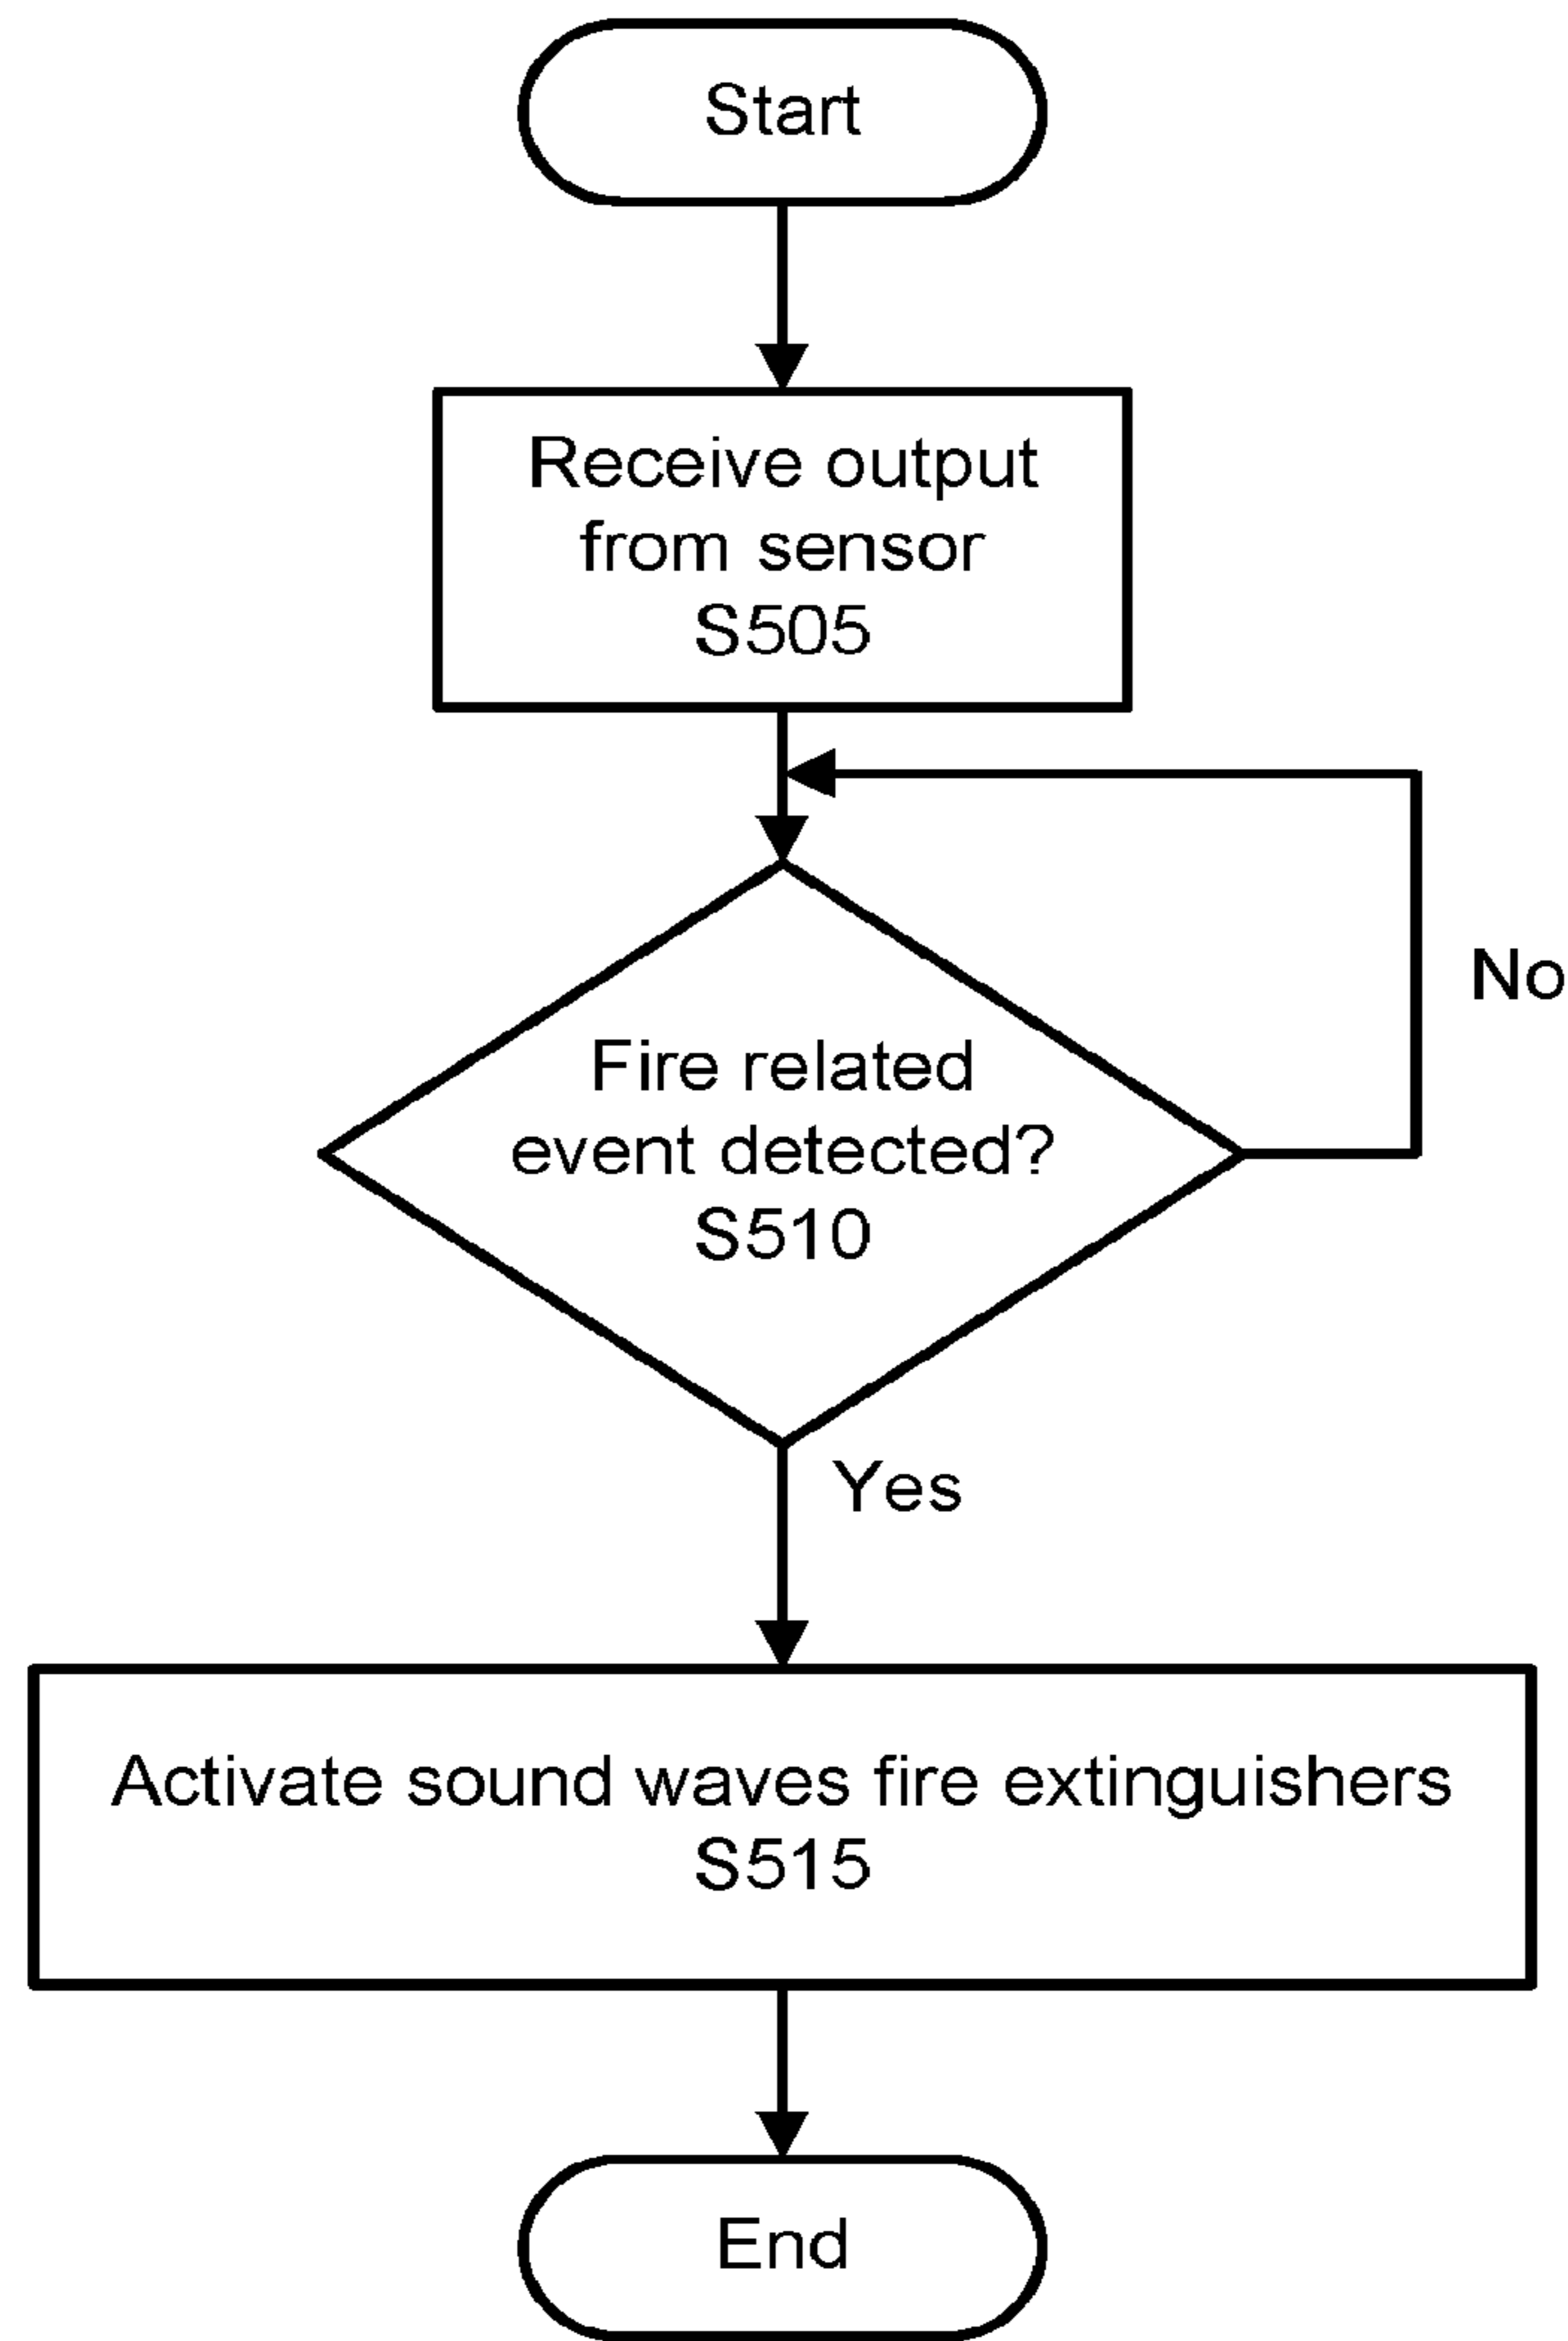 Start
Receive output
from sensor
S505
No
Fire related
event detected?
S510
Yes
Activate sound waves fire extinguishers
S515
End